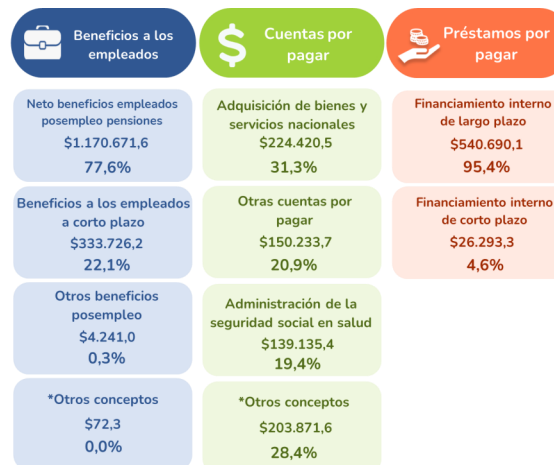 Beneficios a los
empleados
Neto beneficios empleados
posempleo pensiones
$1.170.671,6
77,6%
Beneficios a los empleados
a corto plazo
$333.726,2
22,1%
Otros beneficios
posempleo
$4.241,0
0,3%
*Otros conceptos
$72,3
0,0%
Cuentas por
pagar
Adquisición de bienes y
servicios nacionales
$224.420,5
31,3%
Otras cuentas por
pagar
$150.233,7
20,9%
Administración de la
seguridad social en salud
$139.135,4
19,4%
*Otros conceptos
$203.871,6
28,4%
Préstamos por
pagar
Financiamiento interno
de largo plazo
$540.690,1
95,4%
Financiamiento interno
de corto plazo
$26.293,3
4,6%